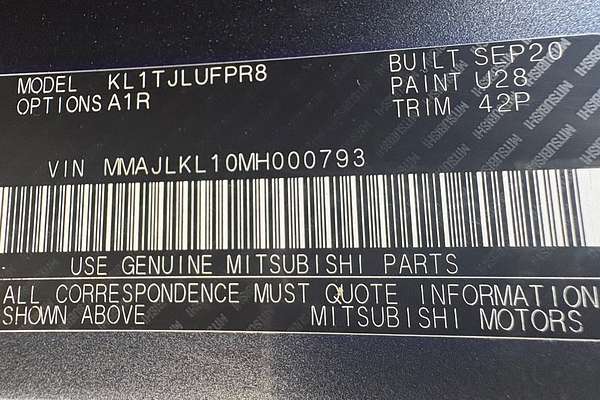 MODEL KL1TJLUFPR8 BUILT SEP20
OPTIONS A1R PAINT U28
TRIM 42P
VIN MMAJLKL10MH000793
USE GENUINE MITSUBISHI PARTS
ALL CORRESPONDENCE MUST QUOTE INFORMATION
SHOWN ABOVE MITSUBISHI MOTORS